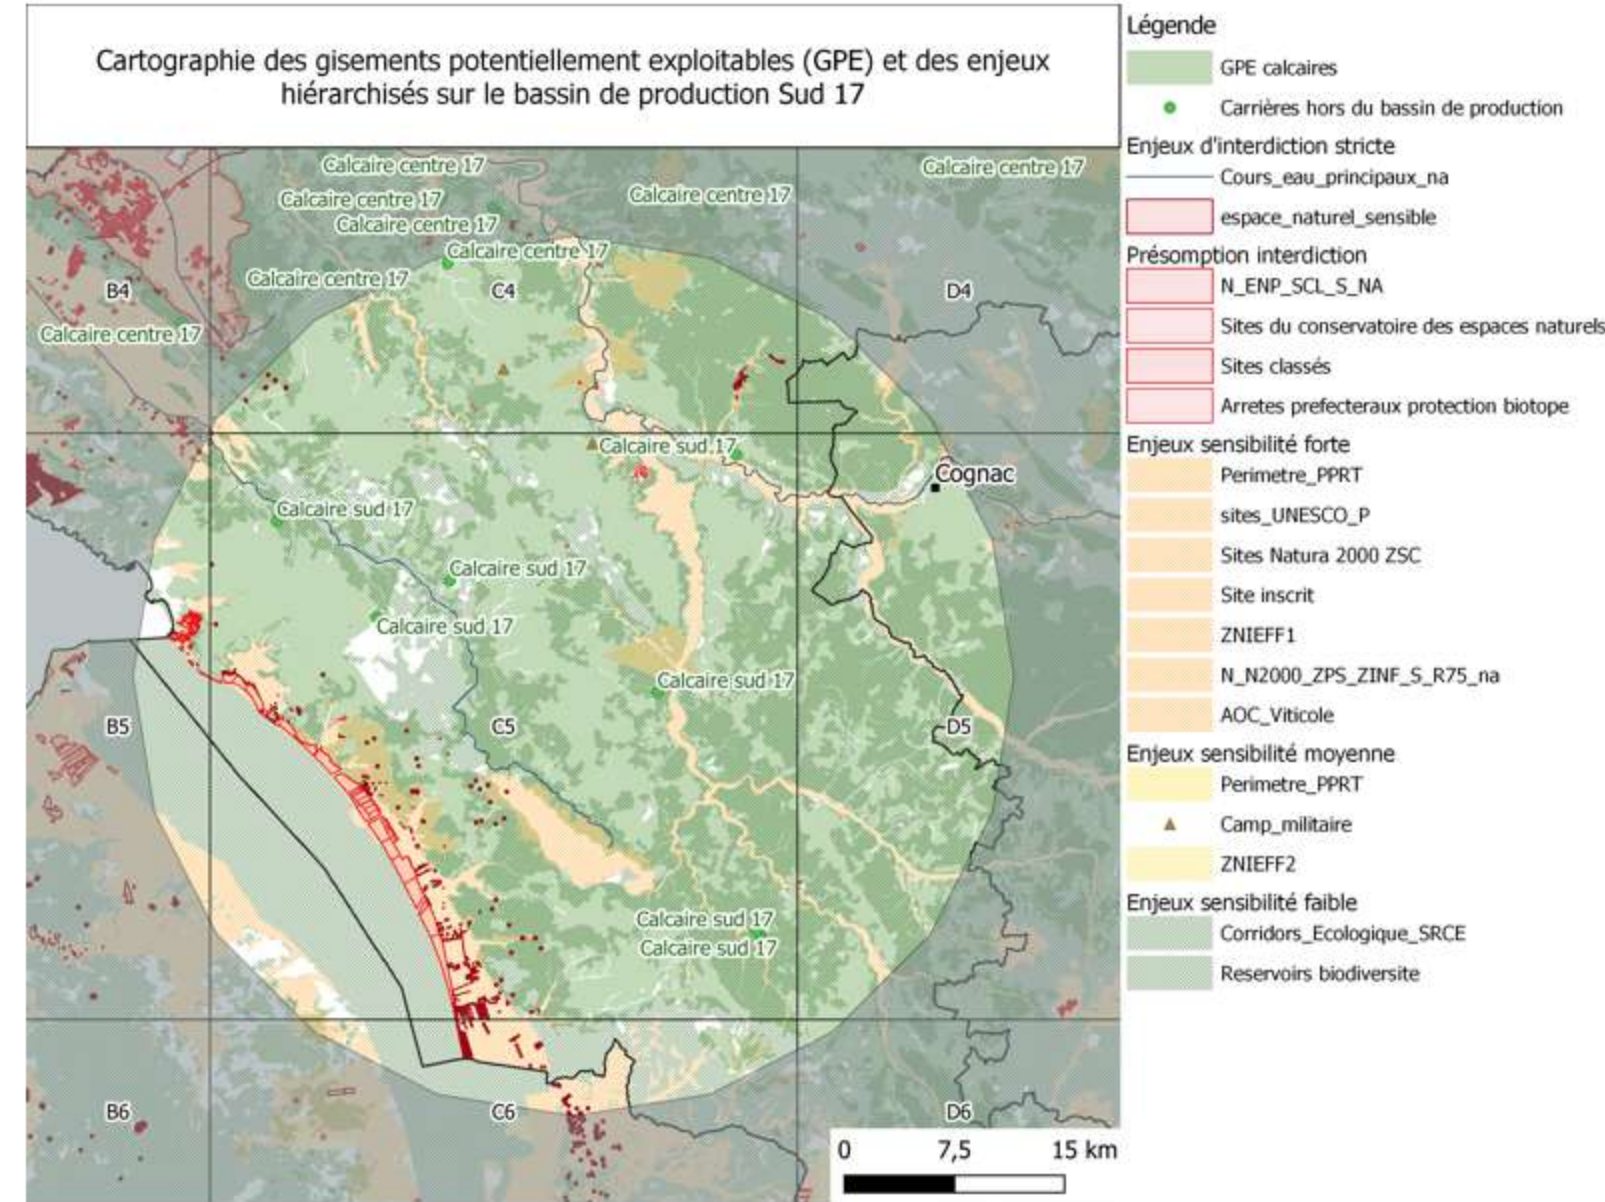 Cartographie des gisements potentiellement exploitables (GPE) et des enjeux
hiérarchisés sur le bassin de production Sud 17
Calcaire centre 17
Calcaire centre 17
Calcaire centre 17
Calcaire centre 17
Calcaire centre 17
Calcaire centre 17
Calcaire centre 17
B4
C4
D4
Calcaire centre 17
Calcaire sud 17
Cognac
Calcaire sud 17
Calcaire sud 17
Calcaire sud 17
Calcaire sud 17
B5
C5
D5
Calcaire sud 17
Calcaire sud 17
B6
C6
D6
0 7,5 15 km
Légende
GPE calcaires
Carrières hors du bassin de production
Enjeux d'interdiction stricte
Cours_eau_principaux_na
espace_naturel_sensible
Présomption interdiction
N_ENP_SCL_S_NA
Sites du conservatoire des espaces naturels
Sites classés
Arretes prefecteraux protection biotope
Enjeux sensibilité forte
Perimetre_PPRT
sites_UNESCO_P
Sites Natura 2000 ZSC
Site inscrit
ZNIEFF1
N_N2000_ZPS_ZINF_S_R75_na
AOC_Viticole
Enjeux sensibilité moyenne
Perimetre_PPRT
Camp_militaire
ZNIEFF2
Enjeux sensibilité faible
Corridors_Ecologique_SRCE
Reservoirs biodiversite